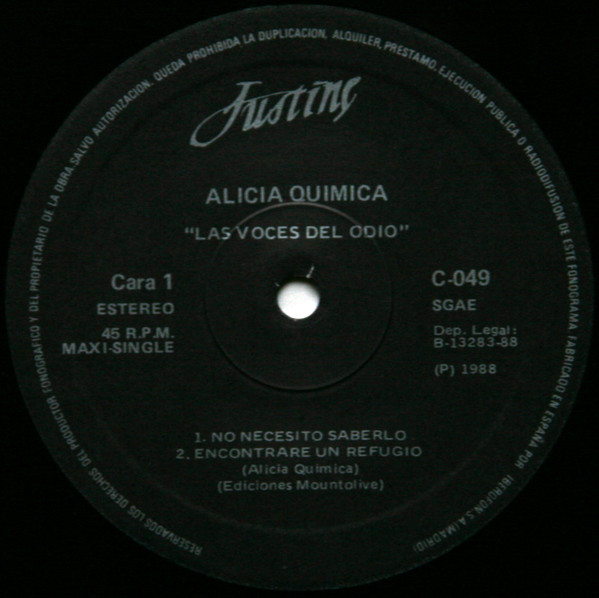 RESERVADOS LOS DERECHOS DEL PRODUCTOR FONOGRAFICO Y DEL PROPIETARIO DE LA OBRA. SALVO AUTORIZACION. QUEDA PROHIBIDA LA DUPLICACION, ALQUILER, PRESTAMO, EJECUCION PUBLICA O RADIODIFUSION DE ESTE FONOGRAMA FABRICADO EN ESPAÑA POR (IBEROFON, S.A. MADRID)
Justine
ALICIA QUIMICA
"LAS VOCES DEL ODIO"
Cara 1
ESTEREO
45 R.P.M.
MAXI-SINGLE
C-049
SGAE
Dep. Legal:
B-13283-88
(P) 1988
1. NO NECESITO SABERLO
2. ENCONTRARE UN REFUGIO
(Alicia Quimica)
(Ediciones Mountolive)